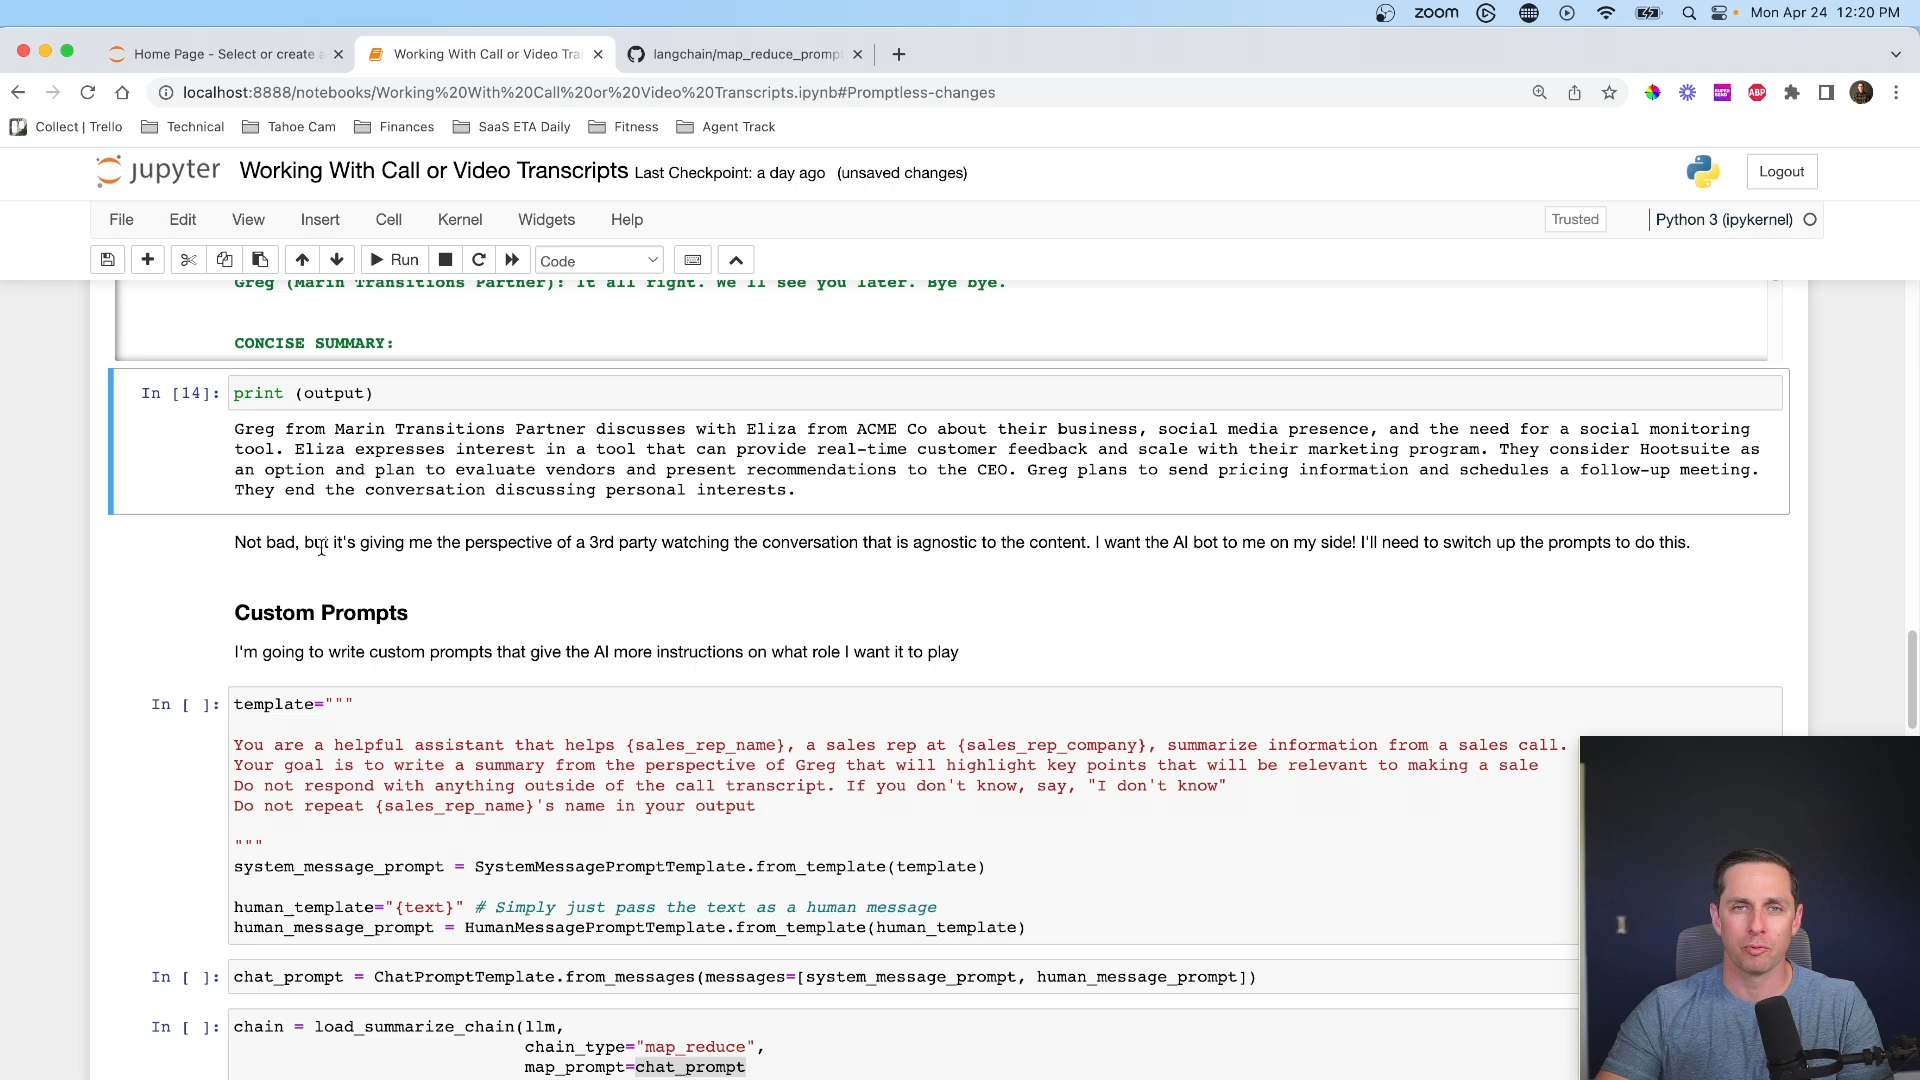 zoom Mon Apr 24 12:20 PM
Home Page - Select or create a
Working With Call or Video Tra
langchain/map_reduce_prompt
localhost:8888/notebooks/Working%20With%20Call%20or%20Video%20Transcripts.ipynb#Promptless-changes
ABP
Collect | Trello Technical Tahoe Cam Finances SaaS ETA Daily Fitness Agent Track
jupyter Working With Call or Video Transcripts Last Checkpoint: a day ago (unsaved changes)
Logout
File Edit View Insert Cell Kernel Widgets Help
Trusted Python 3 (ipykernel)
Run Code
Greg (Marin Transitions Partner): It all right. We'll see you later. Bye bye.
CONCISE SUMMARY:
In [14]: print (output)
Greg from Marin Transitions Partner discusses with Eliza from ACME Co about their business, social media presence, and the need for a social monitoring
tool. Eliza expresses interest in a tool that can provide real-time customer feedback and scale with their marketing program. They consider Hootsuite as
an option and plan to evaluate vendors and present recommendations to the CEO. Greg plans to send pricing information and schedules a follow-up meeting.
They end the conversation discussing personal interests.
Not bad, but it's giving me the perspective of a 3rd party watching the conversation that is agnostic to the content. I want the AI bot to me on my side! I'll need to switch up the prompts to do this.
Custom Prompts
I'm going to write custom prompts that give the AI more instructions on what role I want it to play
In [ ]: template="""
You are a helpful assistant that helps {sales_rep_name}, a sales rep at {sales_rep_company}, summarize information from a sales call.
Your goal is to write a summary from the perspective of Greg that will highlight key points that will be relevant to making a sale
Do not respond with anything outside of the call transcript. If you don't know, say, "I don't know"
Do not repeat {sales_rep_name}'s name in your output
"""
system_message_prompt = SystemMessagePromptTemplate.from_template(template)
human_template="{text}" # Simply just pass the text as a human message
human_message_prompt = HumanMessagePromptTemplate.from_template(human_template)
In [ ]: chat_prompt = ChatPromptTemplate.from_messages(messages=[system_message_prompt, human_message_prompt])
In [ ]: chain = load_summarize_chain(llm,
chain_type="map_reduce",
map_prompt=chat_prompt